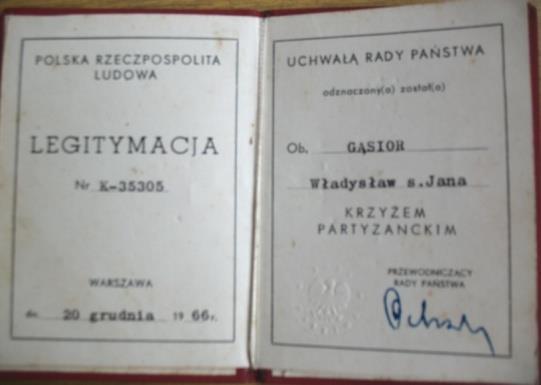 POLSKA RZECZPOSPOLITA
LUDOWA
LEGITYMACJA
Nr K-35305
WARSZAWA
dn. 20 grudnia 1966r.
UCHWAŁĄ RADY PAŃSTWA
odznaczony(a) został(a)
Ob. GĄSIOR
Władysław s.Jana
KRZYŻEM
PARTYZANCKIM
PRZEWODNICZĄCY
RADY PAŃSTWA